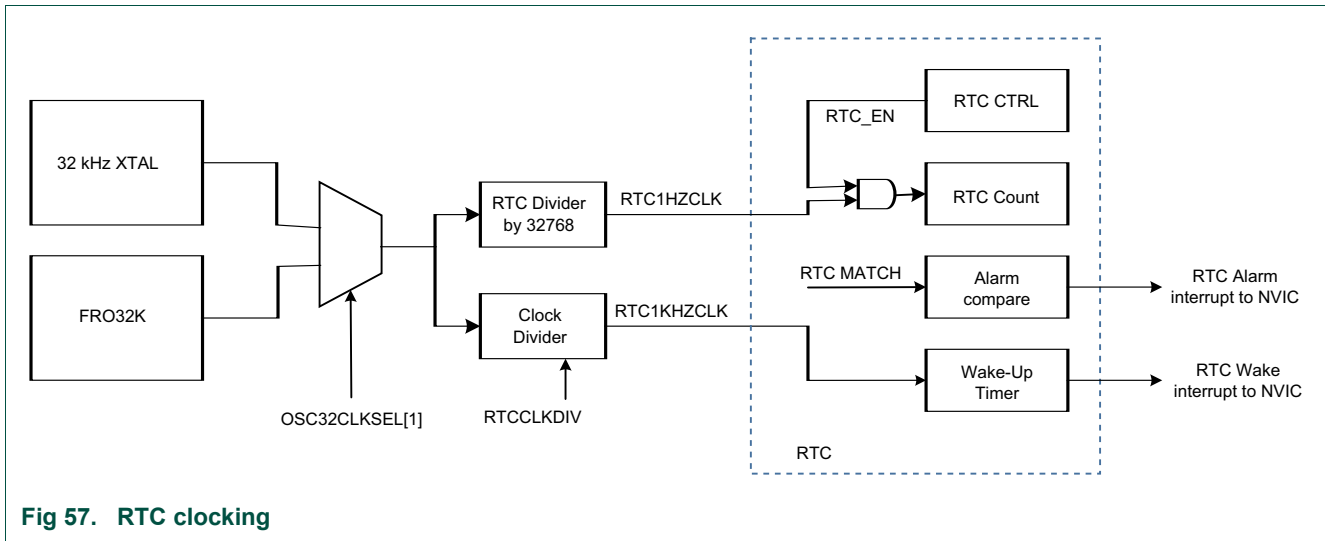 32 kHz XTAL
FRO32K
OSC32CLKSEL[1]
RTC Divider
by 32768
Clock
Divider
RTCCLKDIV
RTC1HZCLK
RTC1KHZCLK
RTC_EN
RTC CTRL
RTC Count
RTC MATCH
Alarm
compare
Wake-Up
Timer
RTC
RTC Alarm
interrupt to NVIC
RTC Wake
interrupt to NVIC
Fig 57. RTC clocking